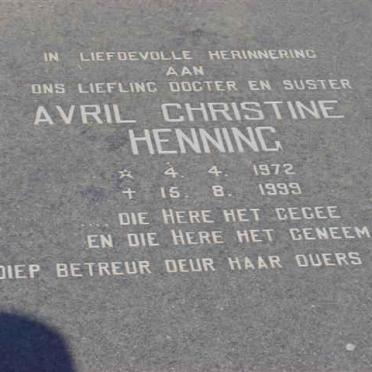 IN LIEFDEVOLLE HERINNERING
AAN
ONS LIEFLING DOGTER EN SUSTER
AVRIL CHRISTINE
HENNING
☆ 4. 4. 1972
✝ 15. 8. 1999
.... DIE HERE HET GEGEE
EN DIE HERE HET GENEEM
DIEP BETREUR DEUR HAAR OUERS